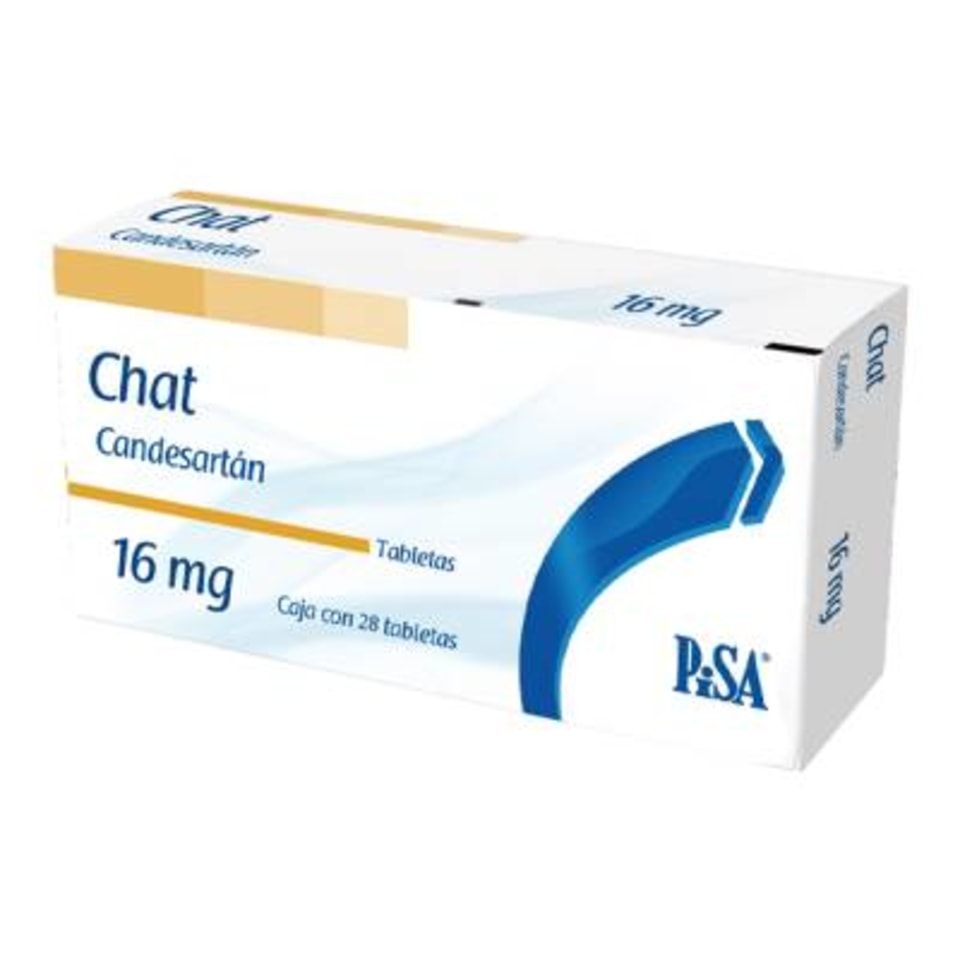 Chat
Candesartán
16 mg
Chat
Candesartán
Tabletas
16 mg
Caja con 28 tabletas
PiSA®
Chat
Candesartán
16 mg